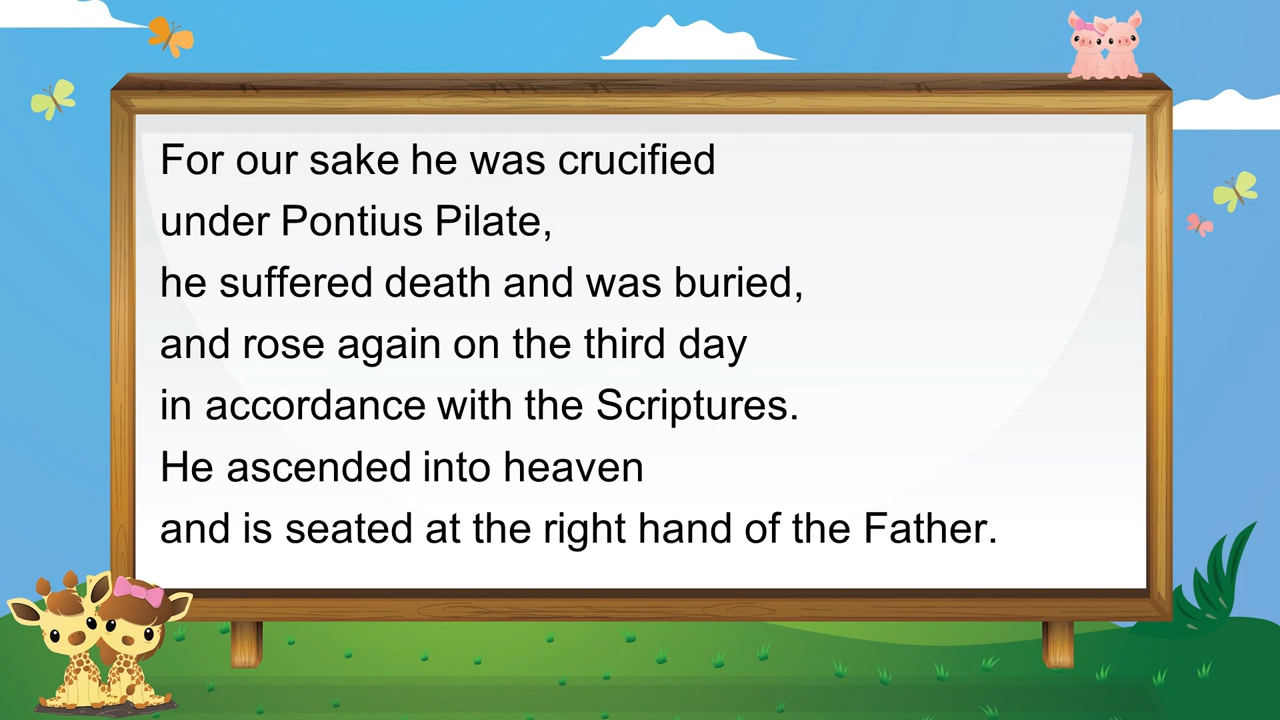 For our sake he was crucified
under Pontius Pilate,
he suffered death and was buried,
and rose again on the third day
in accordance with the Scriptures.
He ascended into heaven
and is seated at the right hand of the Father.